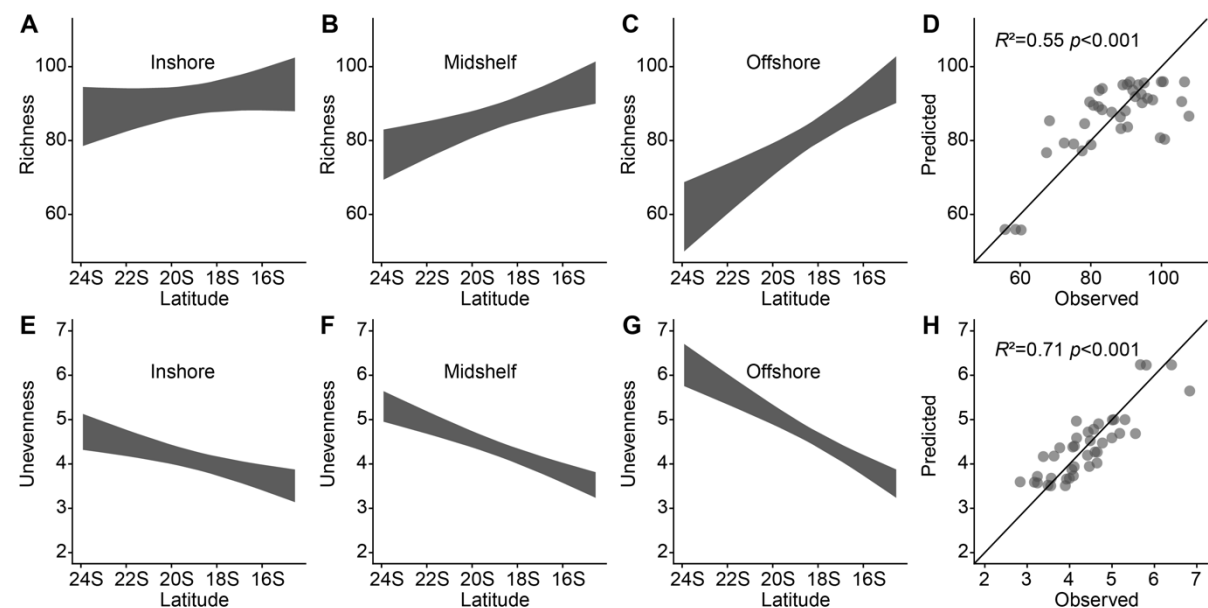 A
Richness
100
80
60
Inshore
24S 22S 20S 18S 16S
Latitude
B
Richness
100
80
60
Midshelf
24S 22S 20S 18S 16S
Latitude
C
Richness
100
80
60
Offshore
24S 22S 20S 18S 16S
Latitude
D
Predicted
100
80
60
R²=0.55 p<0.001
60 80 100
Observed
E
Unevenness
7
6
5
4
3
2
Inshore
24S 22S 20S 18S 16S
Latitude
F
Unevenness
7
6
5
4
3
2
Midshelf
24S 22S 20S 18S 16S
Latitude
G
Unevenness
7
6
5
4
3
2
Offshore
24S 22S 20S 18S 16S
Latitude
H
Predicted
7
6
5
4
3
2
R²=0.71 p<0.001
2 3 4 5 6 7
Observed